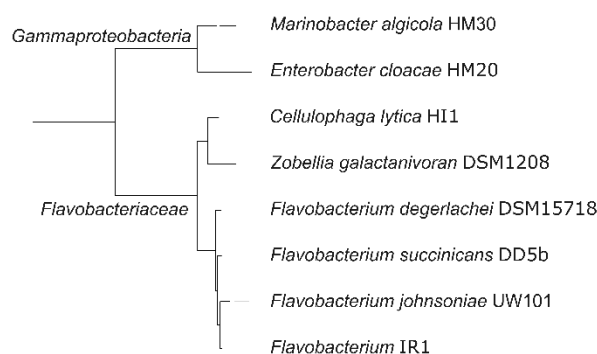 Gammaproteobacteria
Marinobacter algicola HM30
Enterobacter cloacae HM20
Cellulophaga lytica HI1
Zobellia galactanivoran DSM1208
Flavobacteriaceae
Flavobacterium degerlachei DSM15718
Flavobacterium succinicans DD5b
Flavobacterium johnsoniae UW101
Flavobacterium IR1